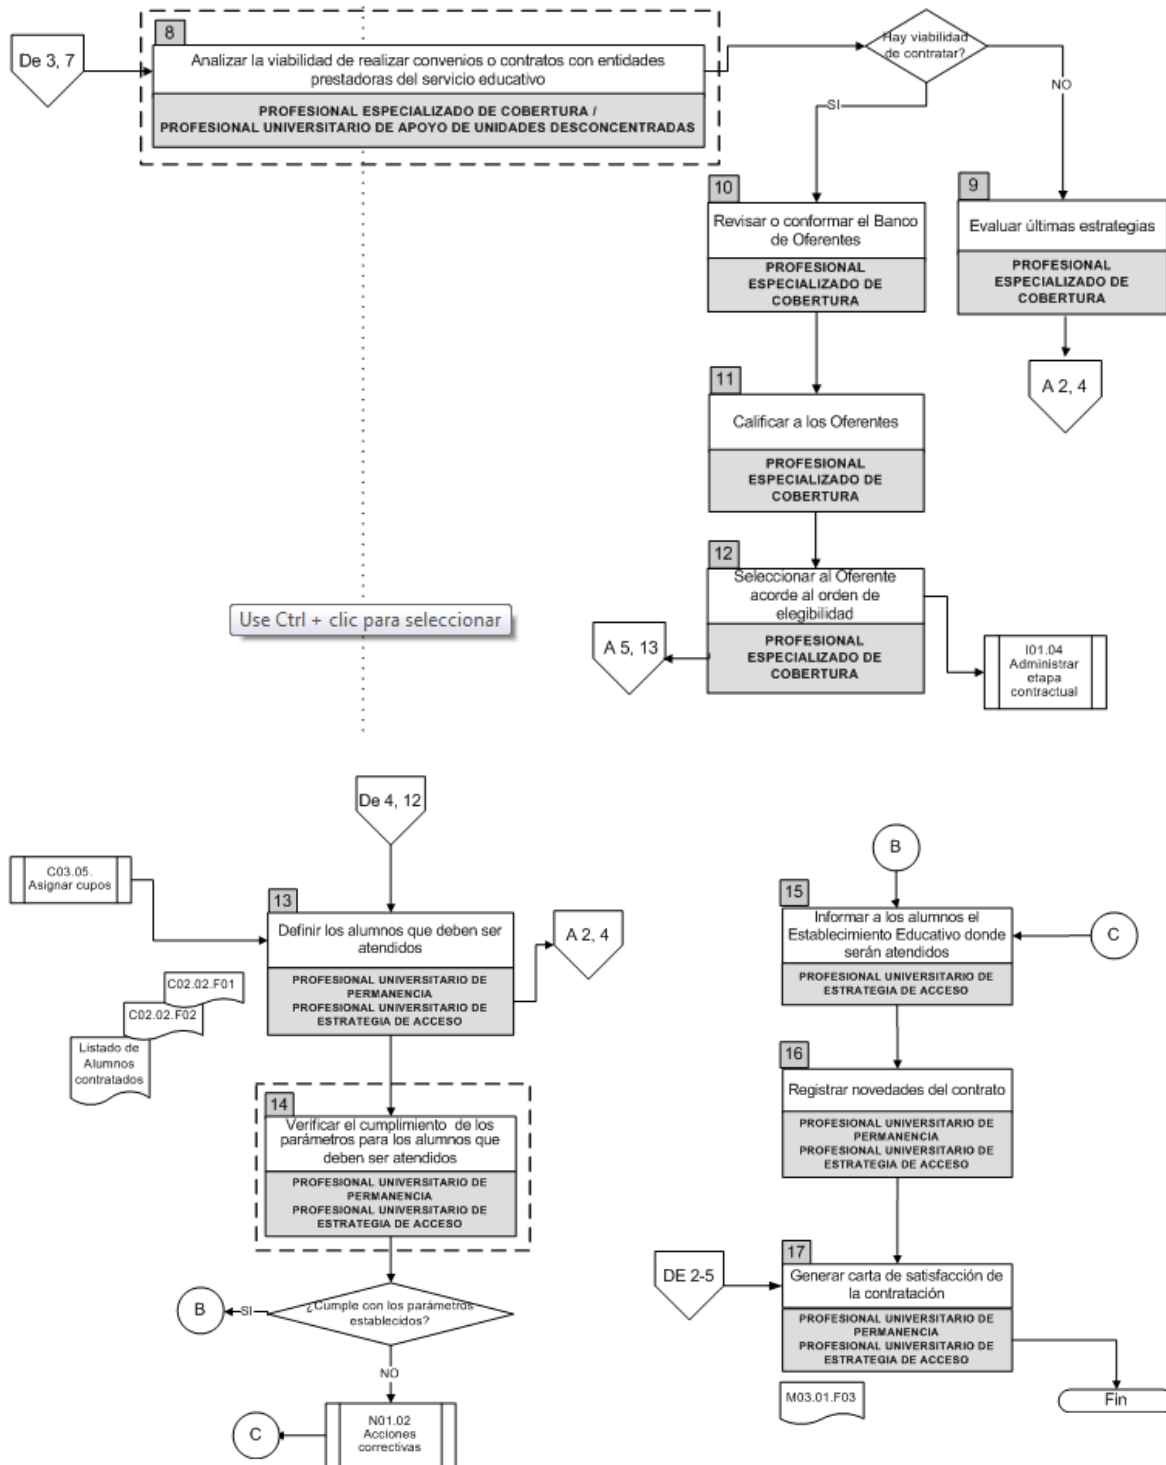 8
De 3, 7
Analizar la viabilidad de realizar convenios o contratos con entidades
prestadoras del servicio educativo
PROFESIONAL ESPECIALIZADO DE COBERTURA /
PROFESIONAL UNIVERSITARIO DE APOYO DE UNIDADES DESCONCENTRADAS
Hay viabilidad
de contratar?
SI
NO
10
Revisar o conformar el Banco
de Oferentes
PROFESIONAL
ESPECIALIZADO DE
COBERTURA
9
Evaluar últimas estrategias
PROFESIONAL
ESPECIALIZADO DE
COBERTURA
A 2, 4
11
Calificar a los Oferentes
PROFESIONAL
ESPECIALIZADO DE
COBERTURA
12
Seleccionar al Oferente
acorde al orden de
elegibilidad
PROFESIONAL
ESPECIALIZADO DE
COBERTURA
Use Ctrl + clic para seleccionar
A 5, 13
I01.04
Administrar
etapa
contractual
De 4, 12
C03.05.
Asignar cupos
13
Definir los alumnos que deben ser
atendidos
PROFESIONAL UNIVERSITARIO DE
PERMANENCIA
PROFESIONAL UNIVERSITARIO DE
ESTRATEGIA DE ACCESO
A 2, 4
C02.02.F01
C02.02.F02
Listado de
Alumnos
contratados
14
Verificar el cumplimiento de los
parámetros para los alumnos que
deben ser atendidos
PROFESIONAL UNIVERSITARIO DE
PERMANENCIA
PROFESIONAL UNIVERSITARIO DE
ESTRATEGIA DE ACCESO
¿Cumple con los parámetros
establecidos?
SI
B
NO
N01.02
Acciones
correctivas
C
B
15
Informar a los alumnos el
Establecimiento Educativo donde
serán atendidos
PROFESIONAL UNIVERSITARIO DE
ESTRATEGIA DE ACCESO
C
16
Registrar novedades del contrato
PROFESIONAL UNIVERSITARIO DE
PERMANENCIA
PROFESIONAL UNIVERSITARIO DE
ESTRATEGIA DE ACCESO
DE 2-5
17
Generar carta de satisfacción de
la contratación
PROFESIONAL UNIVERSITARIO DE
PERMANENCIA
PROFESIONAL UNIVERSITARIO DE
ESTRATEGIA DE ACCESO
M03.01.F03
Fin